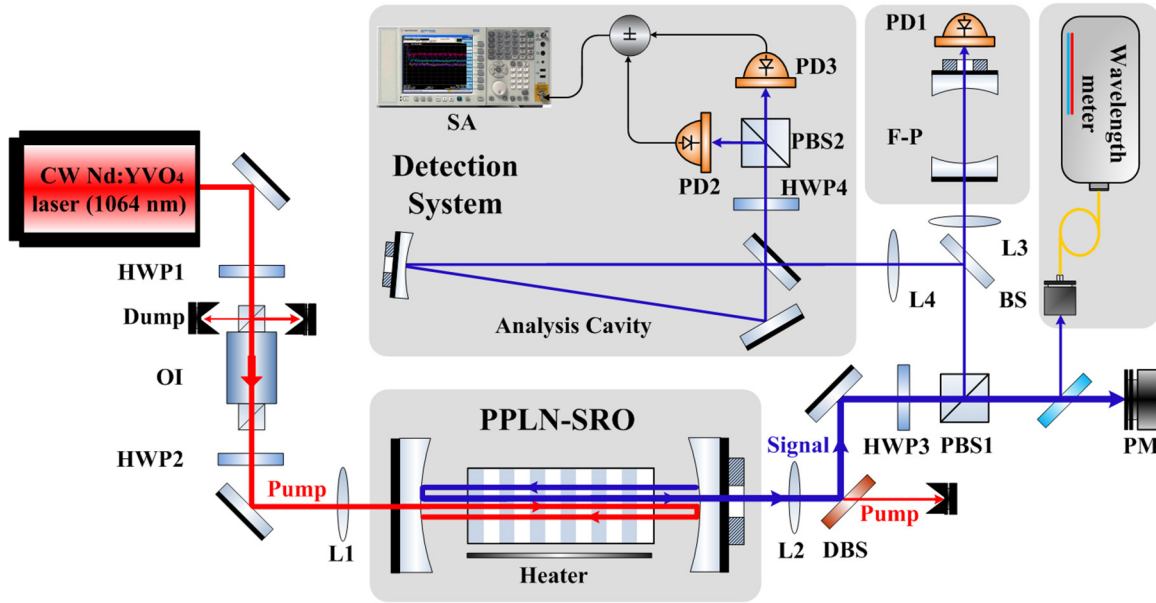 CW Nd:YVO₄
laser (1064 nm)
HWP1
Dump
OI
HWP2
Pump
L1
SA
Detection
System
±
PD3
PD2
PBS2
HWP4
Analysis Cavity
PD1
F-P
L3
BS
L4
Wavelength
meter
PPLN-SRO
Heater
Signal
L2
DBS
Pump
HWP3
PBS1
PM